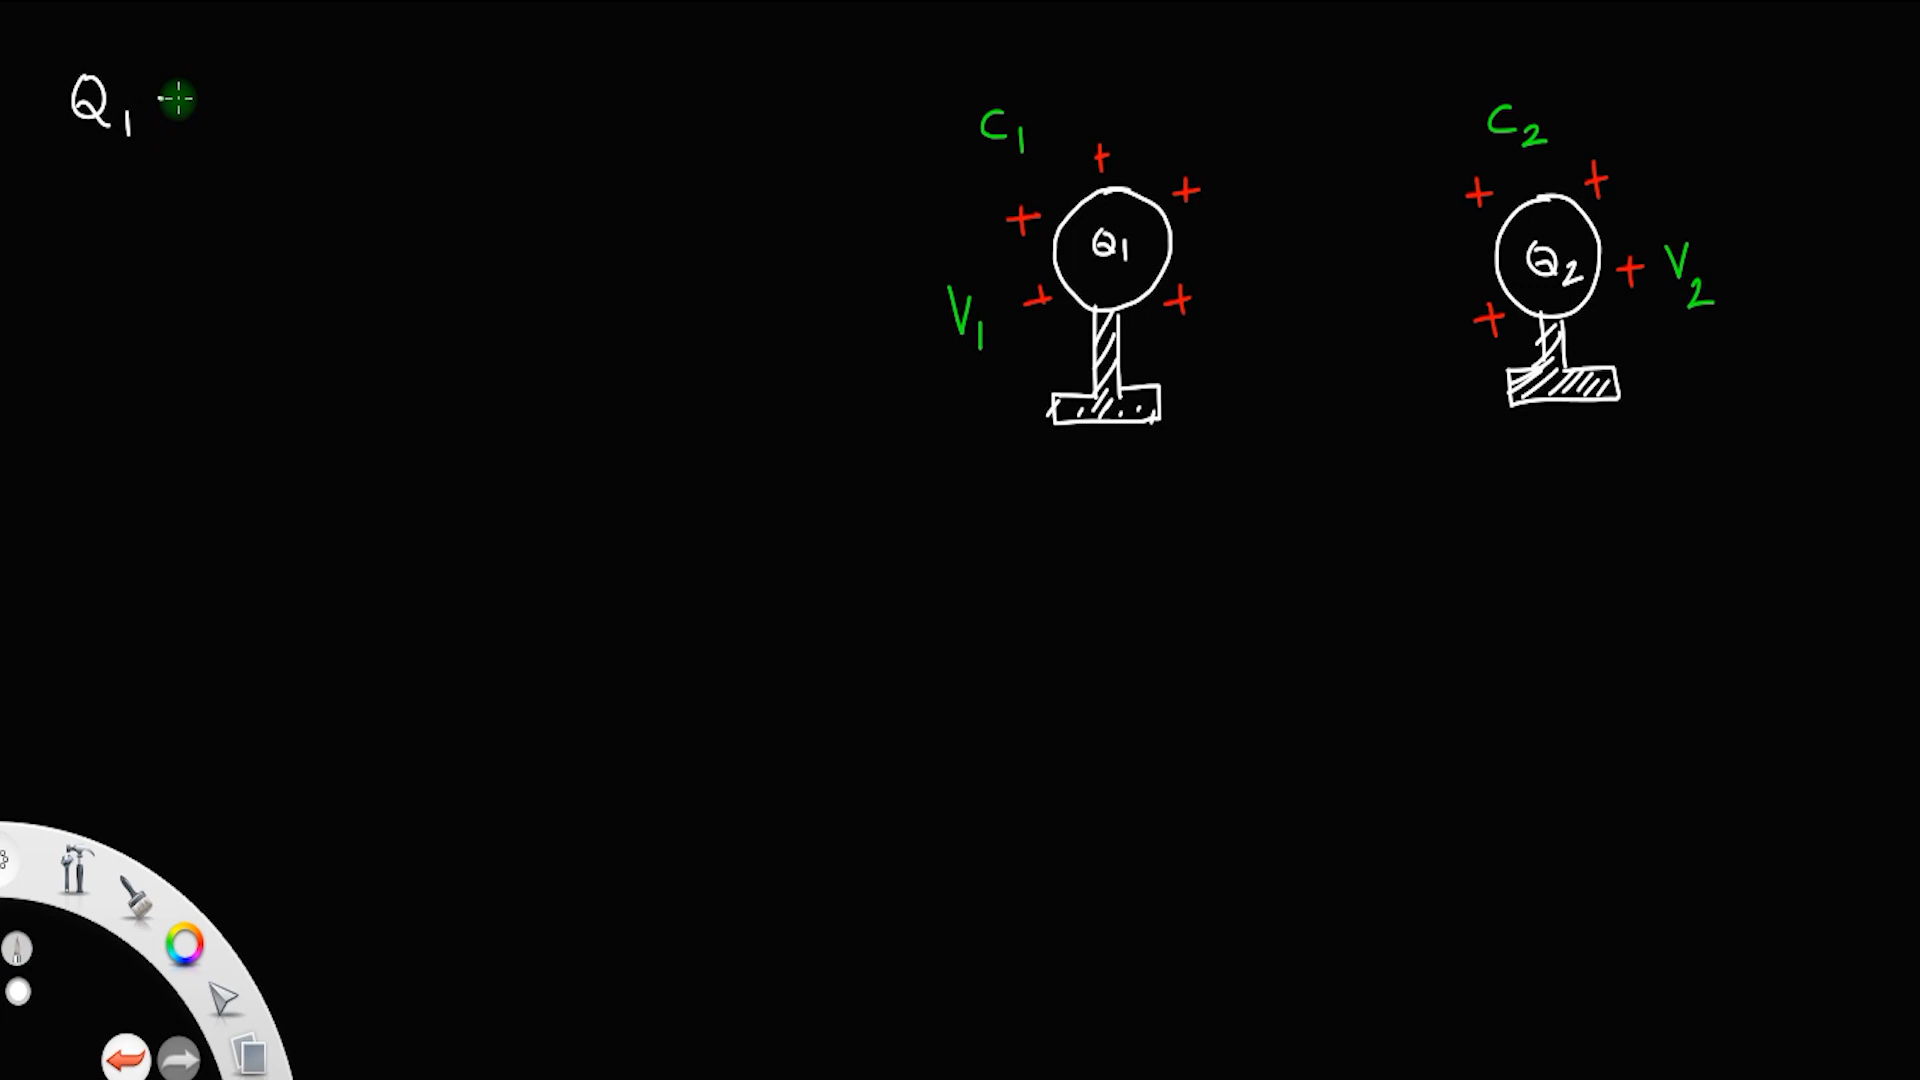 Q₁ -
C₁
C₂
Q₁
Q₂
V₁
V₂